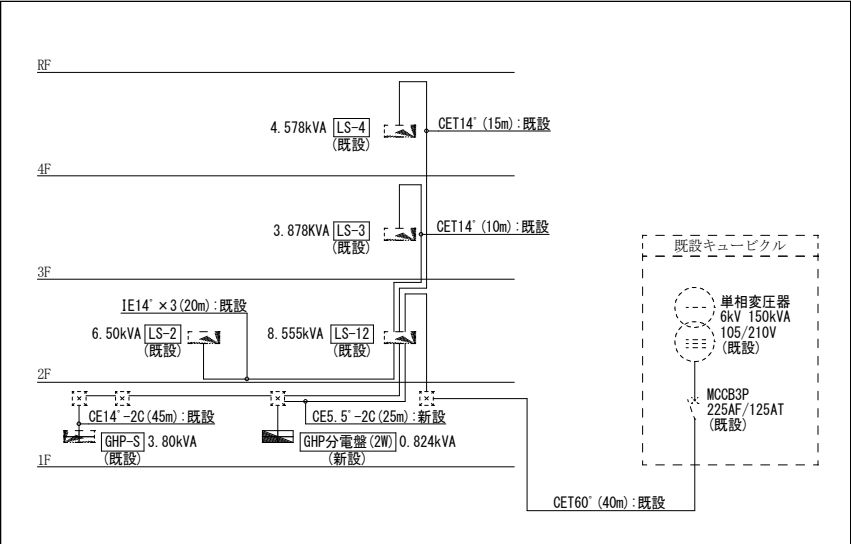 RF
4.578kVA LS-4
(既設)
CET14゜(15m):既設
4F
3.878KVA LS-3
(既設)
CET14゜(10m):既設
3F
IE14゜×3(20m):既設
6.50kVA LS-2
(既設)
8.555kVA LS-12
(既設)
2F
CE14゜-2C(45m):既設
CE5.5゜-2C(25m):新設
GHP-S 3.80kVA
(既設)
GHP分電盤(2W) 0.824kVA
(新設)
1F
既設キュービクル
単相変圧器
6kV 150kVA
105/210V
(既設)
MCCB3P
225AF/125AT
(既設)
CET60゜(40m):既設